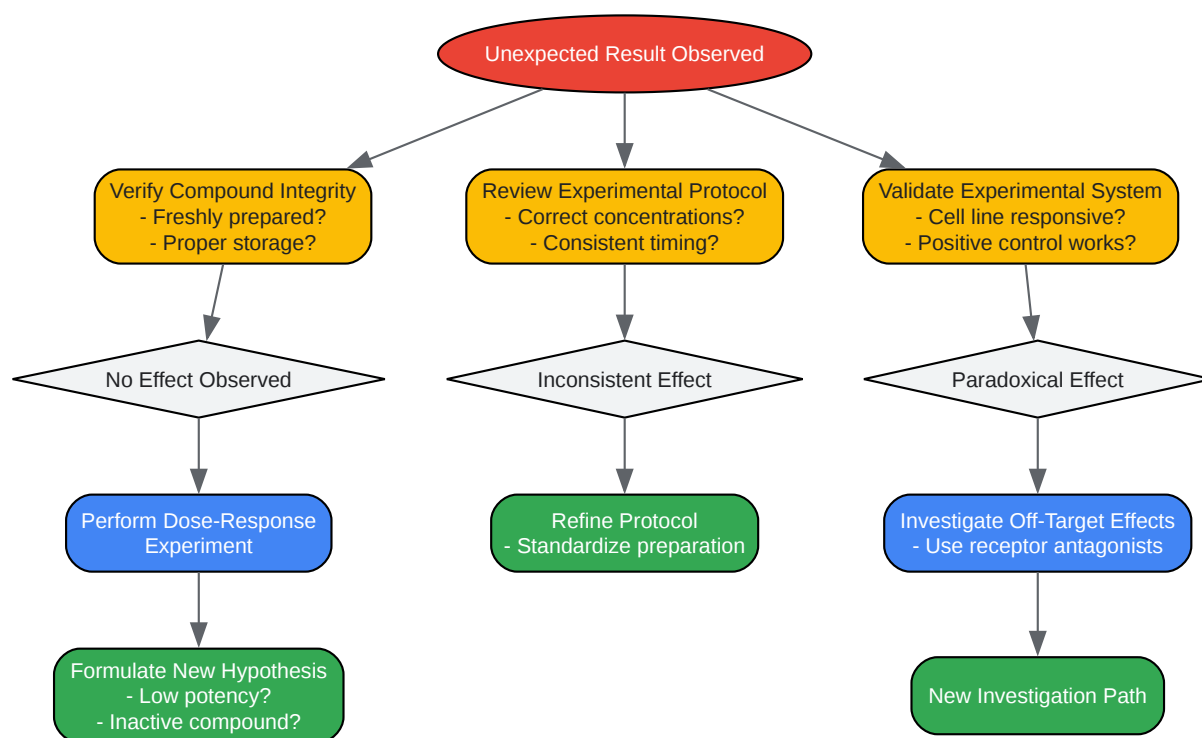 Unexpected Result Observed
Verify Compound Integrity
- Freshly prepared?
- Proper storage?
Review Experimental Protocol
- Correct concentrations?
- Consistent timing?
Validate Experimental System
- Cell line responsive?
- Positive control works?
No Effect Observed
Inconsistent Effect
Paradoxical Effect
Perform Dose-Response
Experiment
Refine Protocol
- Standardize preparation
Investigate Off-Target Effects
- Use receptor antagonists
Formulate New Hypothesis
- Low potency?
- Inactive compound?
New Investigation Path